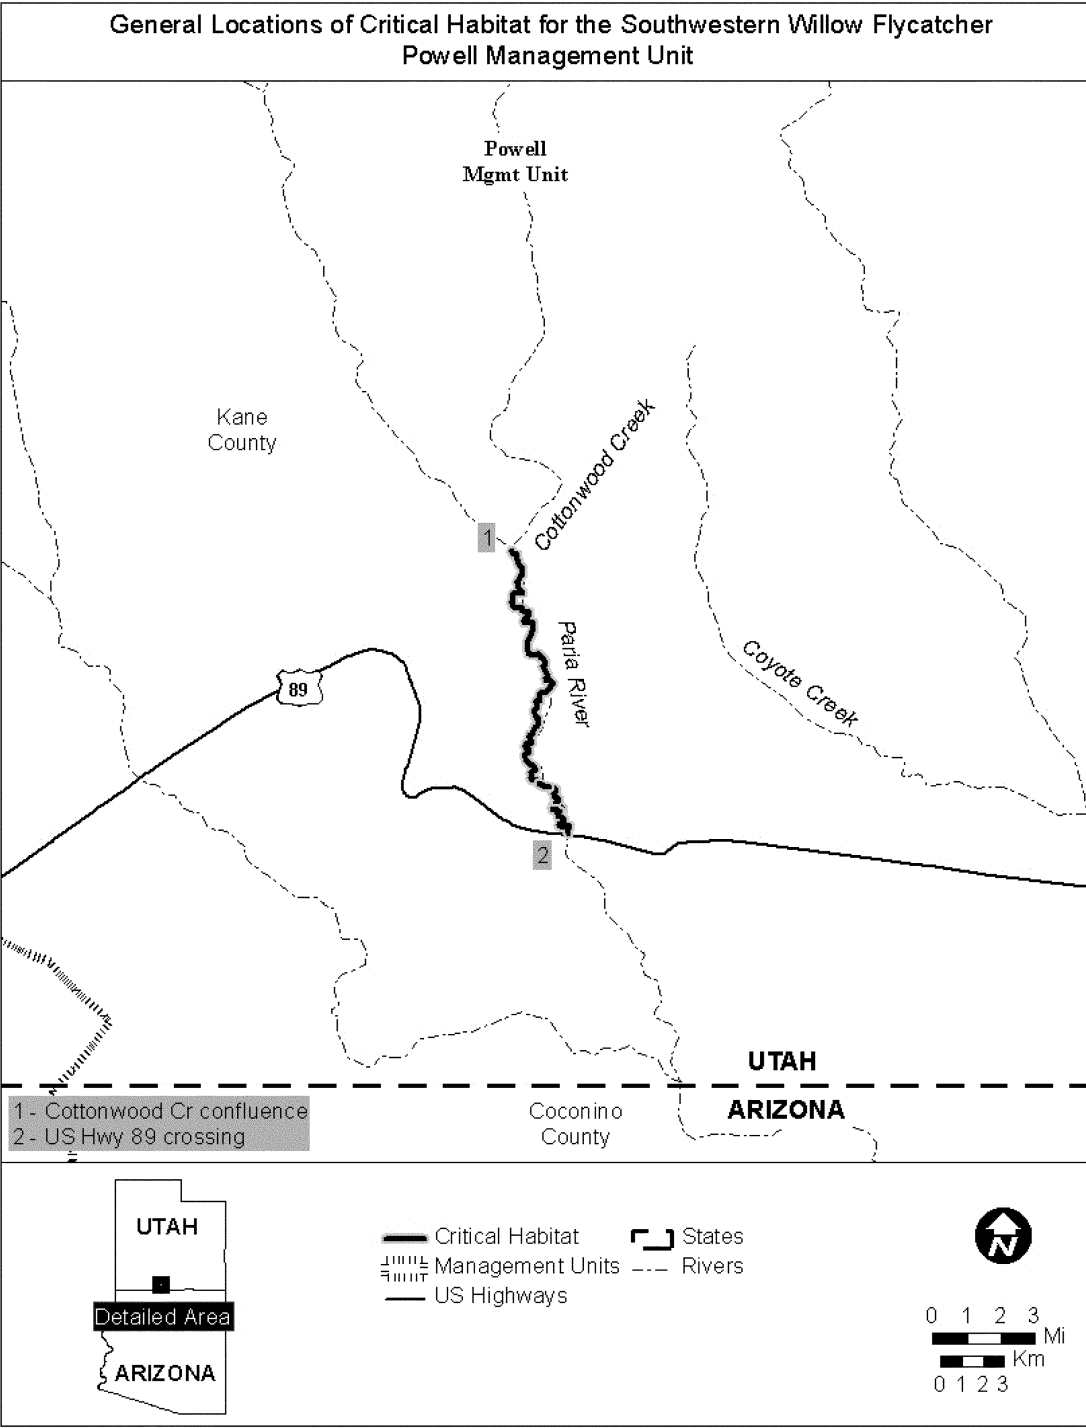 General Locations of Critical Habitat for the Southwestern Willow Flycatcher
Powell Management Unit
Powell
Mgmt Unit
Kane
County
Cottonwood Creek
1
Paria River
89
Coyote Creek
2
UTAH
ARIZONA
1 - Cottonwood Cr confluence
2 - US Hwy 89 crossing
Coconino
County
UTAH
Detailed Area
ARIZONA
Critical Habitat
Management Units
US Highways
States
Rivers
N
0 1 2 3
Mi
Km
0 1 2 3